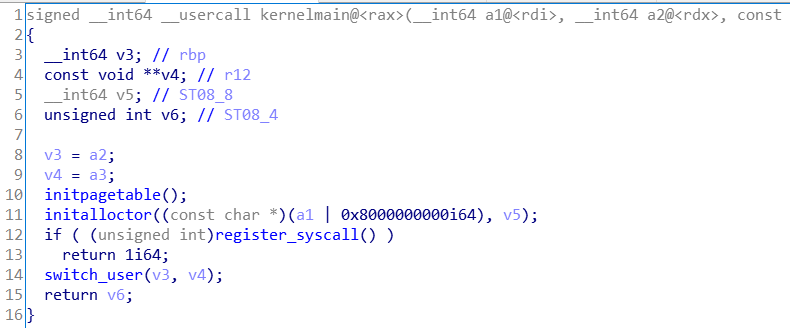 1 signed __int64 __usercall kernelmain@<rax>(__int64 a1@<rdi>, __int64 a2@<rdx>, const
2 {
3   __int64 v3; // rbp
4   const void **v4; // r12
5   __int64 v5; // ST08_8
6   unsigned int v6; // ST08_4
7
8   v3 = a2;
9   v4 = a3;
10   initpagetable();
11   initalloctor((const char *)(a1 | 0x8000000000i64), v5);
12   if ( (unsigned int)register_syscall() )
13     return 1i64;
14   switch_user(v3, v4);
15   return v6;
16 }